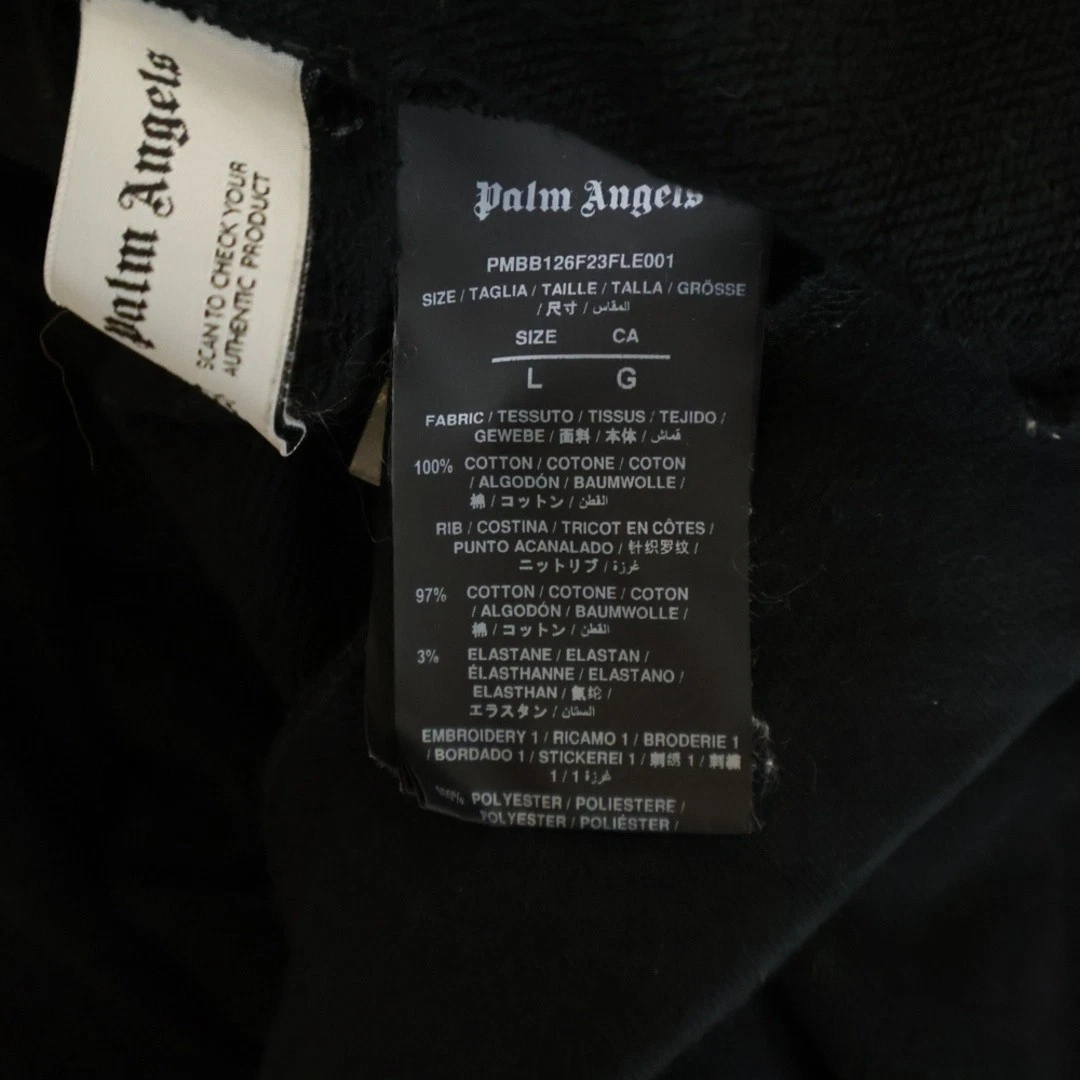 Palm Angels
SCAN TO CHECK YOUR
AUTHENTIC PRODUCT
Palm Angels
PMBB126F23FLE001
SIZE / TAGLIA / TAILLE / TALLA / GRÖSSE
/ 尺寸 / المقاس
SIZE CA
L G
FABRIC / TESSUTO / TISSUS / TEJIDO /
GEWEBE / 面料 / 本体 / قماش
100% COTTON / COTONE / COTON
/ ALGODÓN / BAUMWOLLE /
棉 / コットン / القطن
RIB / COSTINA / TRICOT EN CÔTES /
PUNTO ACANALADO / 针织罗纹 /
ニットリブ / غرزة
97% COTTON / COTONE / COTON
/ ALGODÓN / BAUMWOLLE /
棉 / コットン / القطن
3% ELASTANE / ELASTAN /
ÉLASTHANNE / ELASTANO /
ELASTHAN / 氨纶 /
エラスタン / الستان
EMBROIDERY 1 / RICAMO 1 / BRODERIE 1
/ BORDADO 1 / STICKEREI 1 / 刺绣 1 / 刺繍
1 / غرزة 1
100% POLYESTER / POLIESTERE /
POLYESTER / POLIÉSTER /